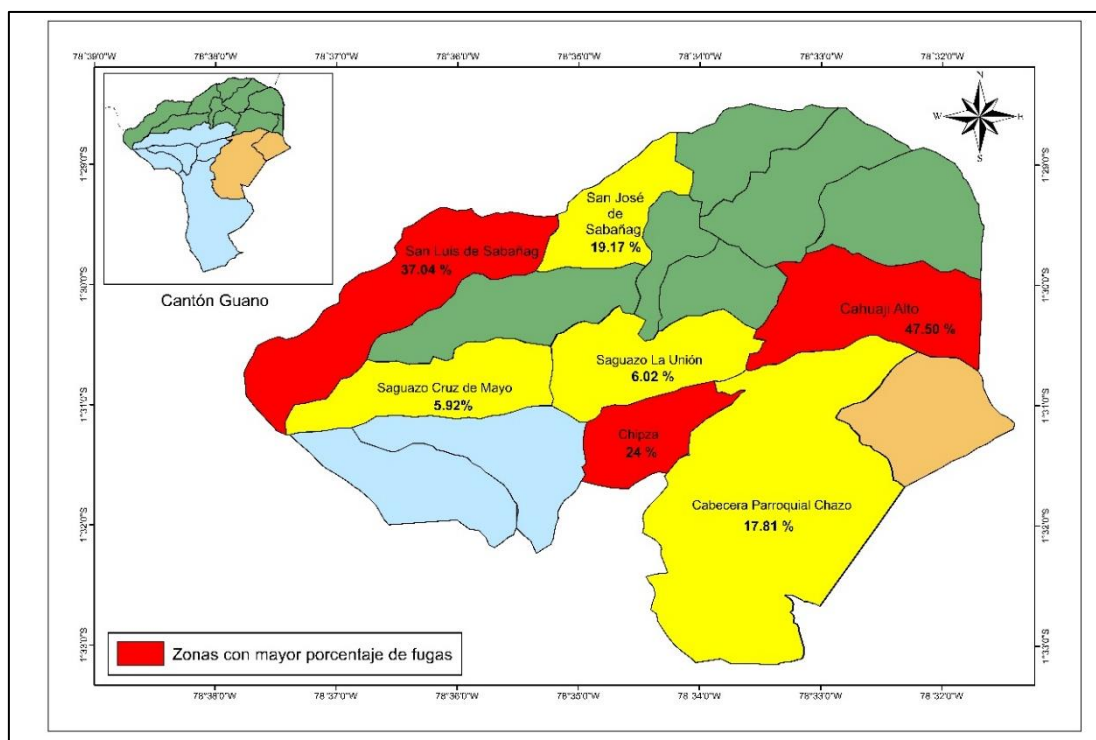 78°39'0"W 78°38'0"W 78°37'0"W 78°36'0"W 78°35'0"W 78°34'0"W 78°33'0"W 78°32'0"W
N
W E
S
Cantón Guano
1°29'0"S
1°29'0"S
San José
de
Sabañag
19.17 %
San Luis de Sabañag
37.04 %
1°30'0"S
1°30'0"S
Cahuaji Alto
47.50 %
Saguazo La Unión
6.02 %
Saguazo Cruz de Mayo
5.92%
1°31'0"S
1°31'0"S
Chipza
24 %
Cabecera Parroquial Chazo
17.81 %
1°32'0"S
1°32'0"S
Zonas con mayor porcentaje de fugas
1°33'0"S
1°33'0"S
78°38'0"W 78°37'0"W 78°36'0"W 78°35'0"W 78°34'0"W 78°33'0"W 78°32'0"W